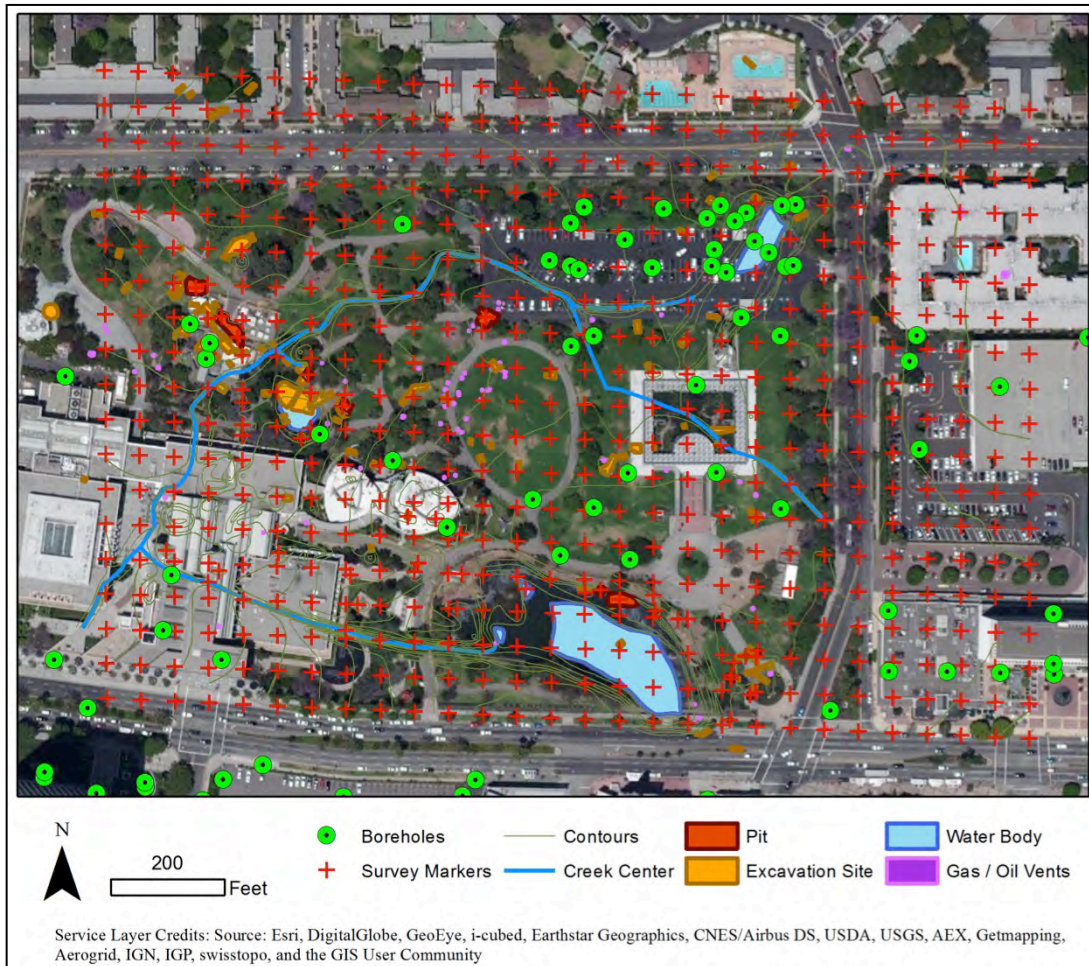 N
200
Feet
Boreholes
Contours
Pit
Water Body
Survey Markers
Creek Center
Excavation Site
Gas / Oil Vents
Service Layer Credits: Source: Esri, DigitalGlobe, GeoEye, i-cubed, Earthstar Geographics, CNES/Airbus DS, USDA, USGS, AEX, Getmapping,
Aerogrid, IGN, IGP, swisstopo, and the GIS User Community